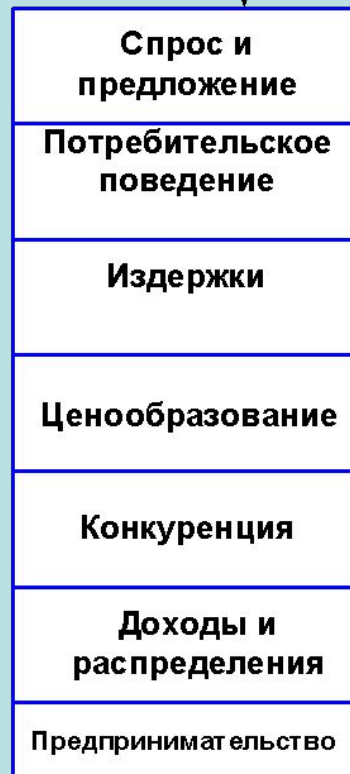 Спрос и
предложение
Потребительское
поведение
Издержки
Ценообразование
Конкуренция
Доходы и
распределения
Предпринимательство